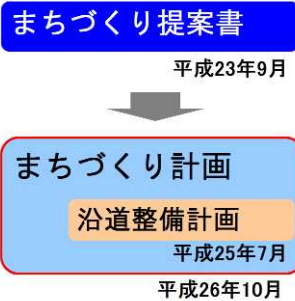 まちづくり提案書
平成23年9月
まちづくり計画
沿道整備計画
平成25年7月
平成26年10月